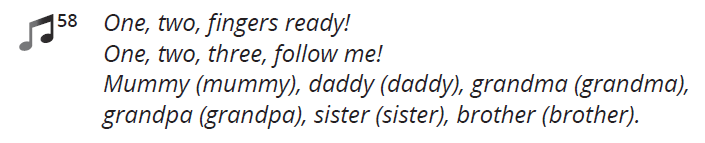 58 One, two, fingers ready!
One, two, three, follow me!
Mummy (mummy), daddy (daddy), grandma (grandma),
grandpa (grandpa), sister (sister), brother (brother).